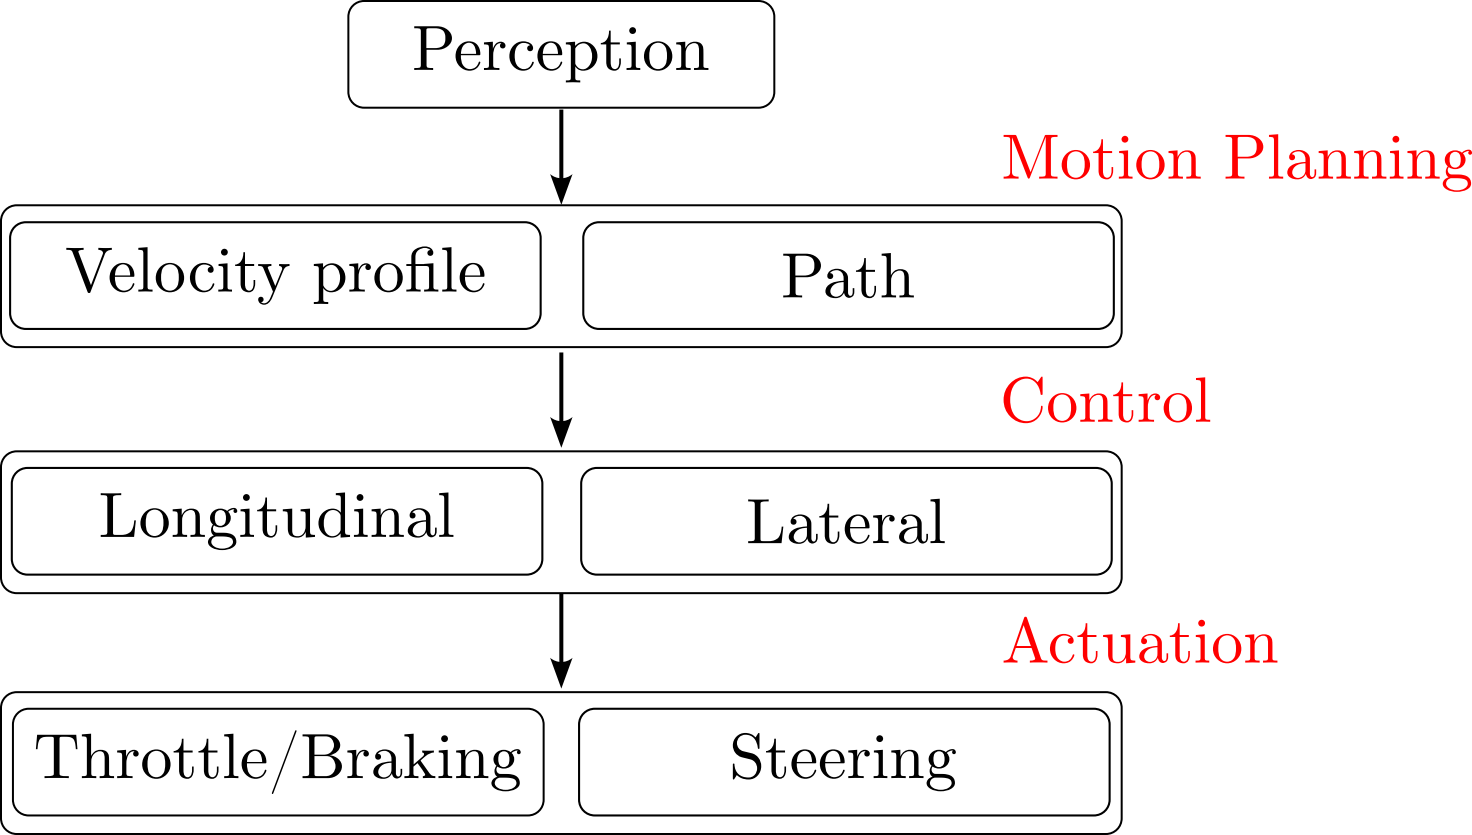 Perception
Motion Planning
Velocity profile
Path
Control
Longitudinal
Lateral
Actuation
Throttle/Braking
Steering